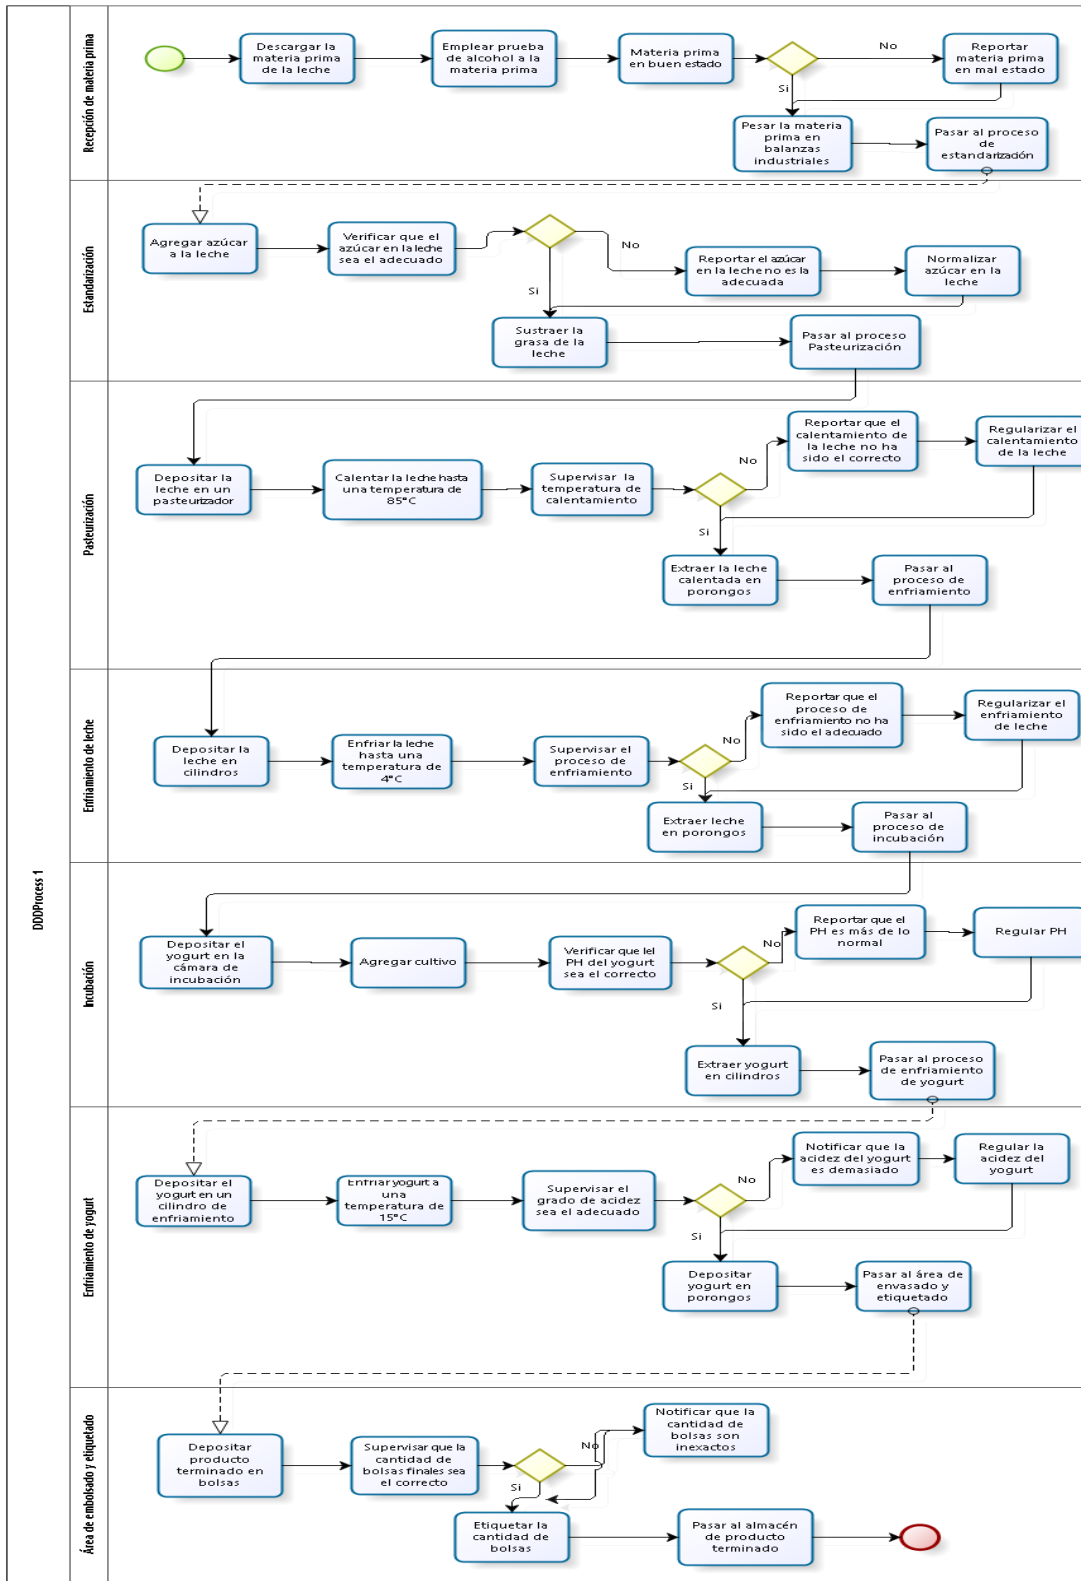 DDDProcess 1
Recepción de materia prima
Descargar la
materia prima
de la leche
Emplear prueba
de alcohol a la
materia prima
Materia prima
en buen estado
No
Reportar
materia prima
en mal estado
Si
Pesar la materia
prima en
balanzas
industriales
Pasar al proceso
de
estandarización
Estandarización
Agregar azúcar
a la leche
Verificar que el
azúcar en la leche
sea el adecuado
No
Reportar el azúcar
en la leche no es la
adecuada
Normalizar
azúcar en la
leche
Si
Sustraer la
grasa de la
leche
Pasar al proceso
Pasteurización
Pasteurización
Depositar la
leche en un
pasteurizador
Calentar la leche hasta
una temperatura de
85°C
Supervisar la
temperatura de
calentamiento
No
Reportar que el
calentamiento de
la leche no ha
sido el correcto
Regularizar el
calentamiento
de la leche
Si
Extraer la leche
calentada en
porongos
Pasar al
proceso de
enfriamiento
Enfriamiento de leche
Depositar la
leche en
cilindros
Enfriar la leche
hasta una
temperatura de
4°C
Supervisar el
proceso de
enfriamiento
No
Reportar que el
proceso de
enfriamiento no ha
sido el adecuado
Regularizar el
enfriamiento
de leche
Si
Extraer leche
en porongos
Pasar al
proceso de
incubación
Incubación
Depositar el
yogurt en la
cámara de
incubación
Agregar cultivo
Verificar que lel
PH del yogurt
sea el correcto
No
Reportar que el
PH es más de lo
normal
Regular PH
Si
Extraer yogurt
en cilindros
Pasar al proceso
de enfriamiento
de yogurt
Enfriamiento de yogurt
Depositar el
yogurt en un
cilindro de
enfriamiento
Enfriar yogurt a
una
temperatura de
15°C
Supervisar el
grado de acidez
sea el adecuado
No
Notificar que la
acidez del yogurt
es demasiado
Regular la
acidez del
yogurt
Si
Depositar
yogurt en
porongos
Pasar al área de
envasado y
etiquetado
Área de embolsado y etiquetado
Depositar
producto
terminado en
bolsas
Supervisar que la
cantidad de
bolsas finales sea
el correcto
No
Notificar que la
cantidad de
bolsas son
inexactos
Si
Etiquetar la
cantidad de
bolsas
Pasar al almacén
de producto
terminado